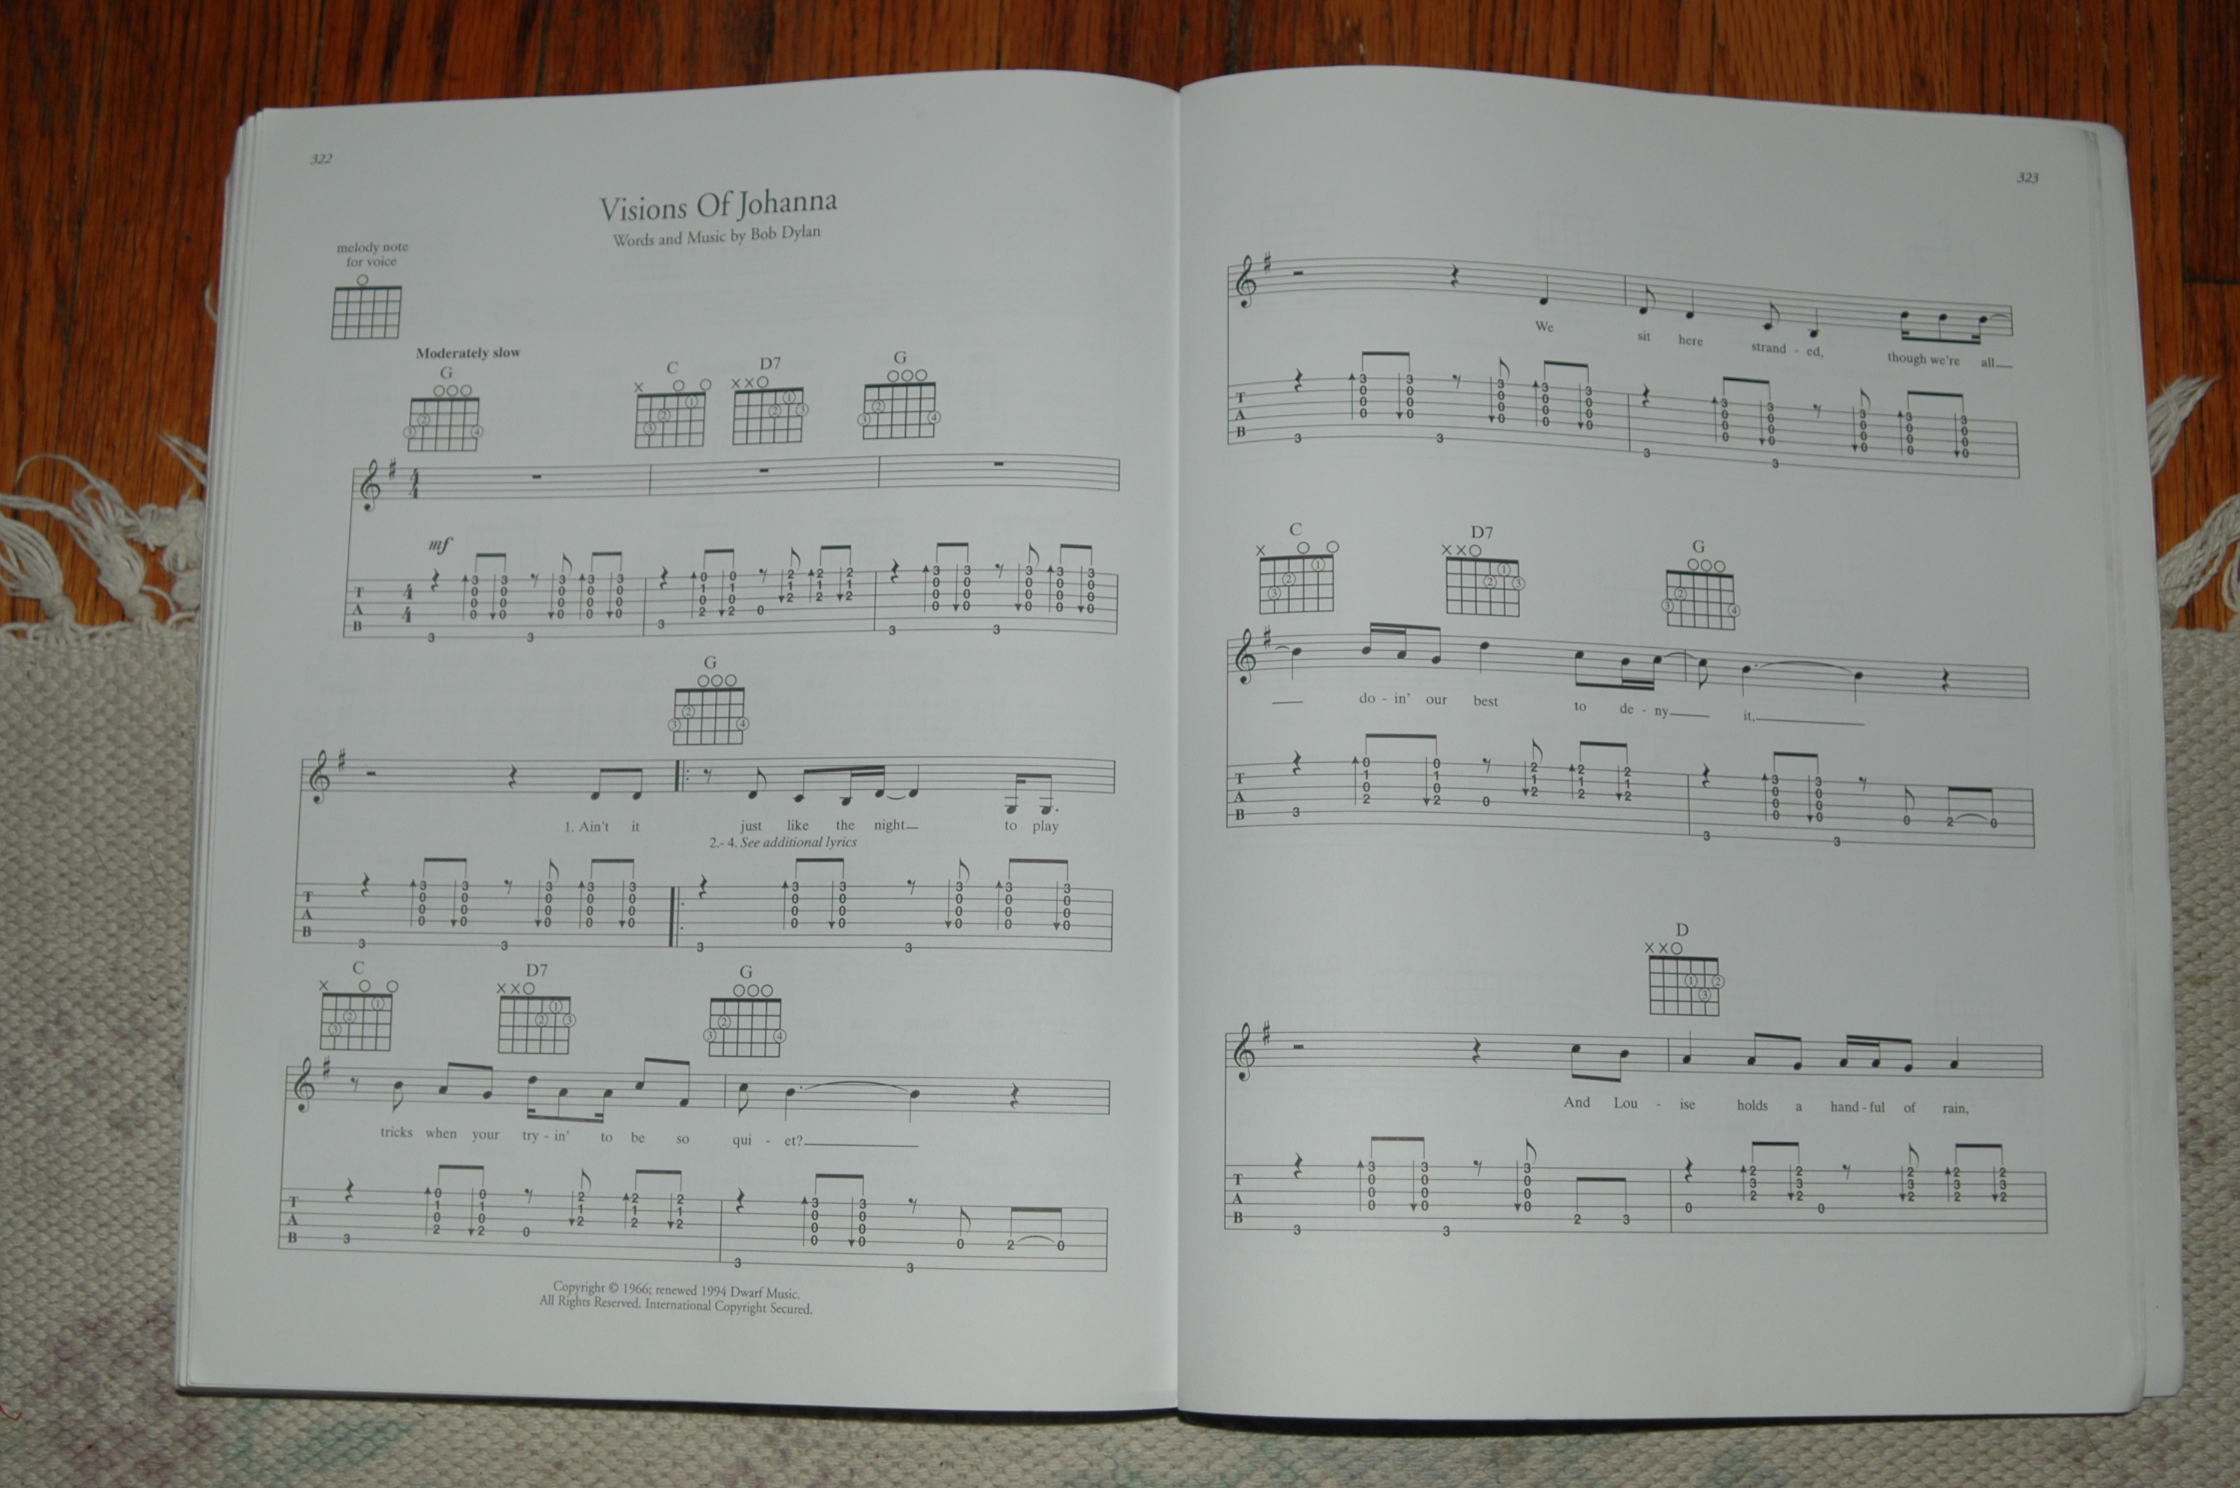 322
melody note
for voice
Visions Of Johanna
Words and Music by Bob Dylan
Moderately slow
G C D7 G
mf
T
A
B
G
1. Ain't it just like the night to play
2.- 4. See additional lyrics
T
A
B
C D7 G
tricks when your try - in' to be so qui - et?
T
A
B
Copyright © 1966; renewed 1994 Dwarf Music.
All Rights Reserved. International Copyright Secured.
323
We sit here strand - ed, though we're all
T
A
B
C D7 G
do - in' our best to de - ny it,
T
A
B
D
And Lou - ise holds a hand - ful of rain,
T
A
B